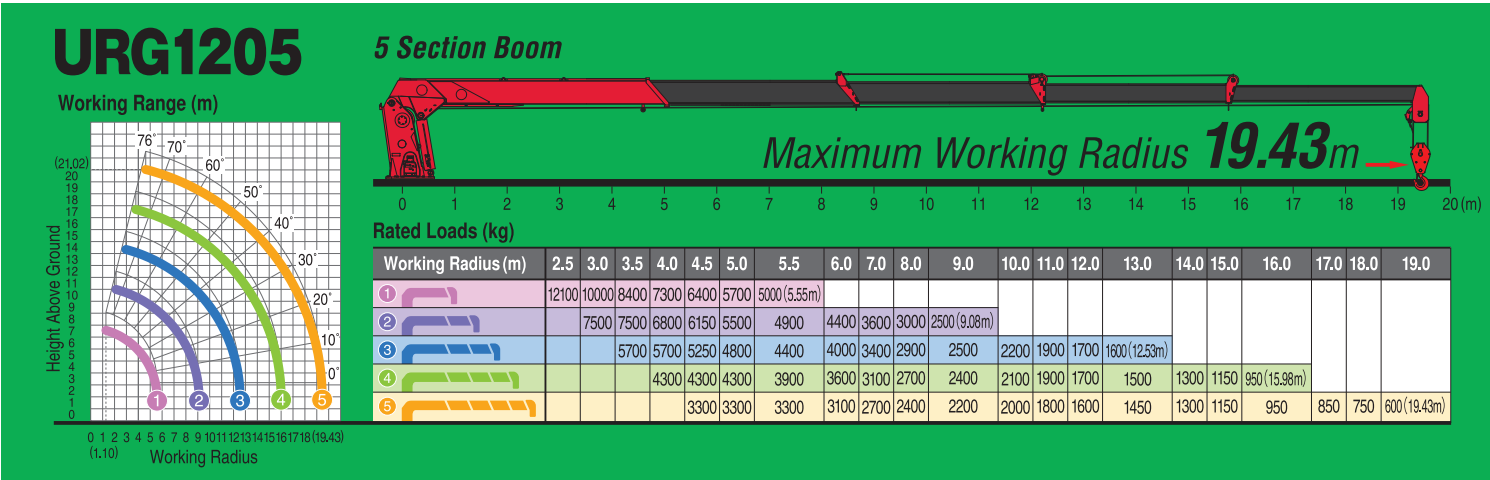 URG1205
5 Section Boom
Working Range (m)
Maximum Working Radius 19.43m
0 1 2 3 4 5 6 7 8 9 10 11 12 13 14 15 16 17 18 19 20 (m)
76° 70° 60° 50° 40° 30° 20° 10° 0°
(21.02)
20
19
18
17
16
15
14
13
12
11
10
9
8
7
6
5
4
3
2
1
0
Height Above Ground
1 2 3 4 5
0 1 2 3 4 5 6 7 8 9 10 11 12 13 14 15 16 17 18 (19.43)
(1.10)
Working Radius
Rated Loads (kg)
Working Radius (m) 2.5 3.0 3.5 4.0 4.5 5.0 5.5 6.0 7.0 8.0 9.0 10.0 11.0 12.0 13.0 14.0 15.0 16.0 17.0 18.0 19.0
1 12100 10000 8400 7300 6400 5700 5000 (5.55m)
2 7500 7500 6800 6150 5500 4900 4400 3600 3000 2500 (9.08m)
3 5700 5700 5250 4800 4400 4000 3400 2900 2500 2200 1900 1700 1600 (12.53m)
4 4300 4300 4300 3900 3600 3100 2700 2400 2100 1900 1700 1500 1300 1150 950 (15.98m)
5 3300 3300 3300 3100 2700 2400 2200 2000 1800 1600 1450 1300 1150 950 850 750 600 (19.43m)